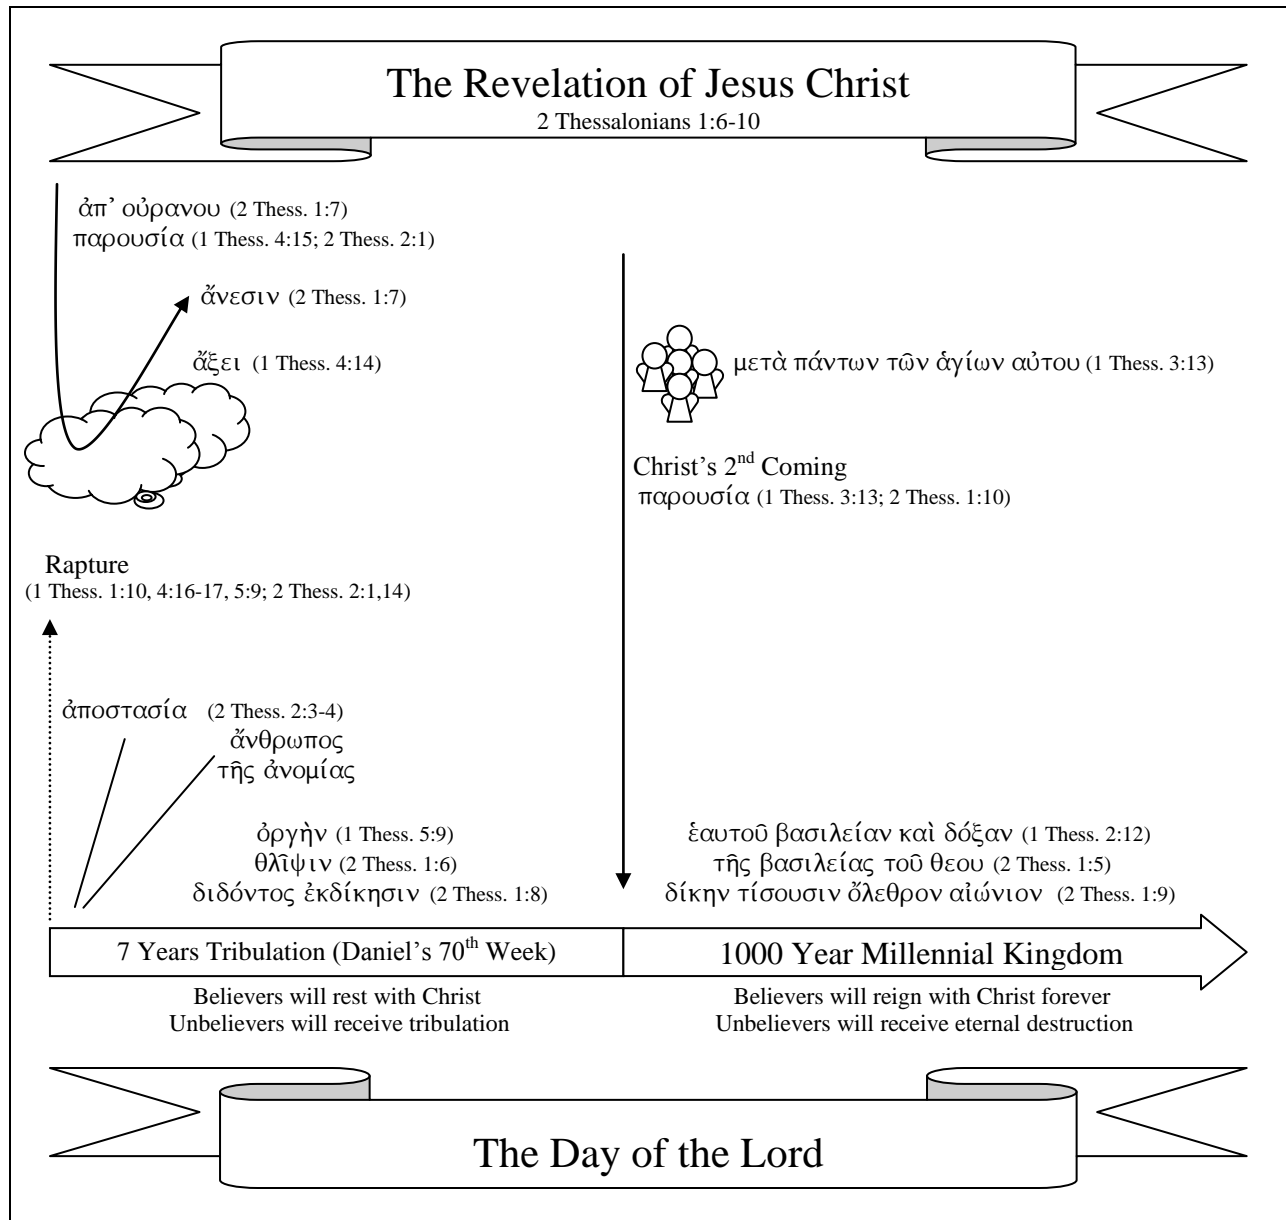 The Revelation of Jesus Christ
2 Thessalonians 1:6-10
ἀπ’ οὐρανου (2 Thess. 1:7)
παρουσία (1 Thess. 4:15; 2 Thess. 2:1)
ἄνεσιν (2 Thess. 1:7)
ἄξει (1 Thess. 4:14)
μετὰ πάντων τῶν ἁγίων αὐτου (1 Thess. 3:13)
Christ’s 2nd Coming
παρουσία (1 Thess. 3:13; 2 Thess. 1:10)
Rapture
(1 Thess. 1:10, 4:16-17, 5:9; 2 Thess. 2:1,14)
ἀποστασία (2 Thess. 2:3-4)
ἄνθρωπος
τῆς ἀνομίας
ὀργὴν (1 Thess. 5:9)
θλῖψιν (2 Thess. 1:6)
διδόντος ἐκδίκησιν (2 Thess. 1:8)
ἑαυτοῦ βασιλείαν καὶ δόξαν (1 Thess. 2:12)
τῆς βασιλείας τοῦ θεου (2 Thess. 1:5)
δίκην τίσουσιν ὄλεθρον αἰώνιον (2 Thess. 1:9)
7 Years Tribulation (Daniel’s 70th Week)
1000 Year Millennial Kingdom
Believers will rest with Christ
Unbelievers will receive tribulation
Believers will reign with Christ forever
Unbelievers will receive eternal destruction
The Day of the Lord